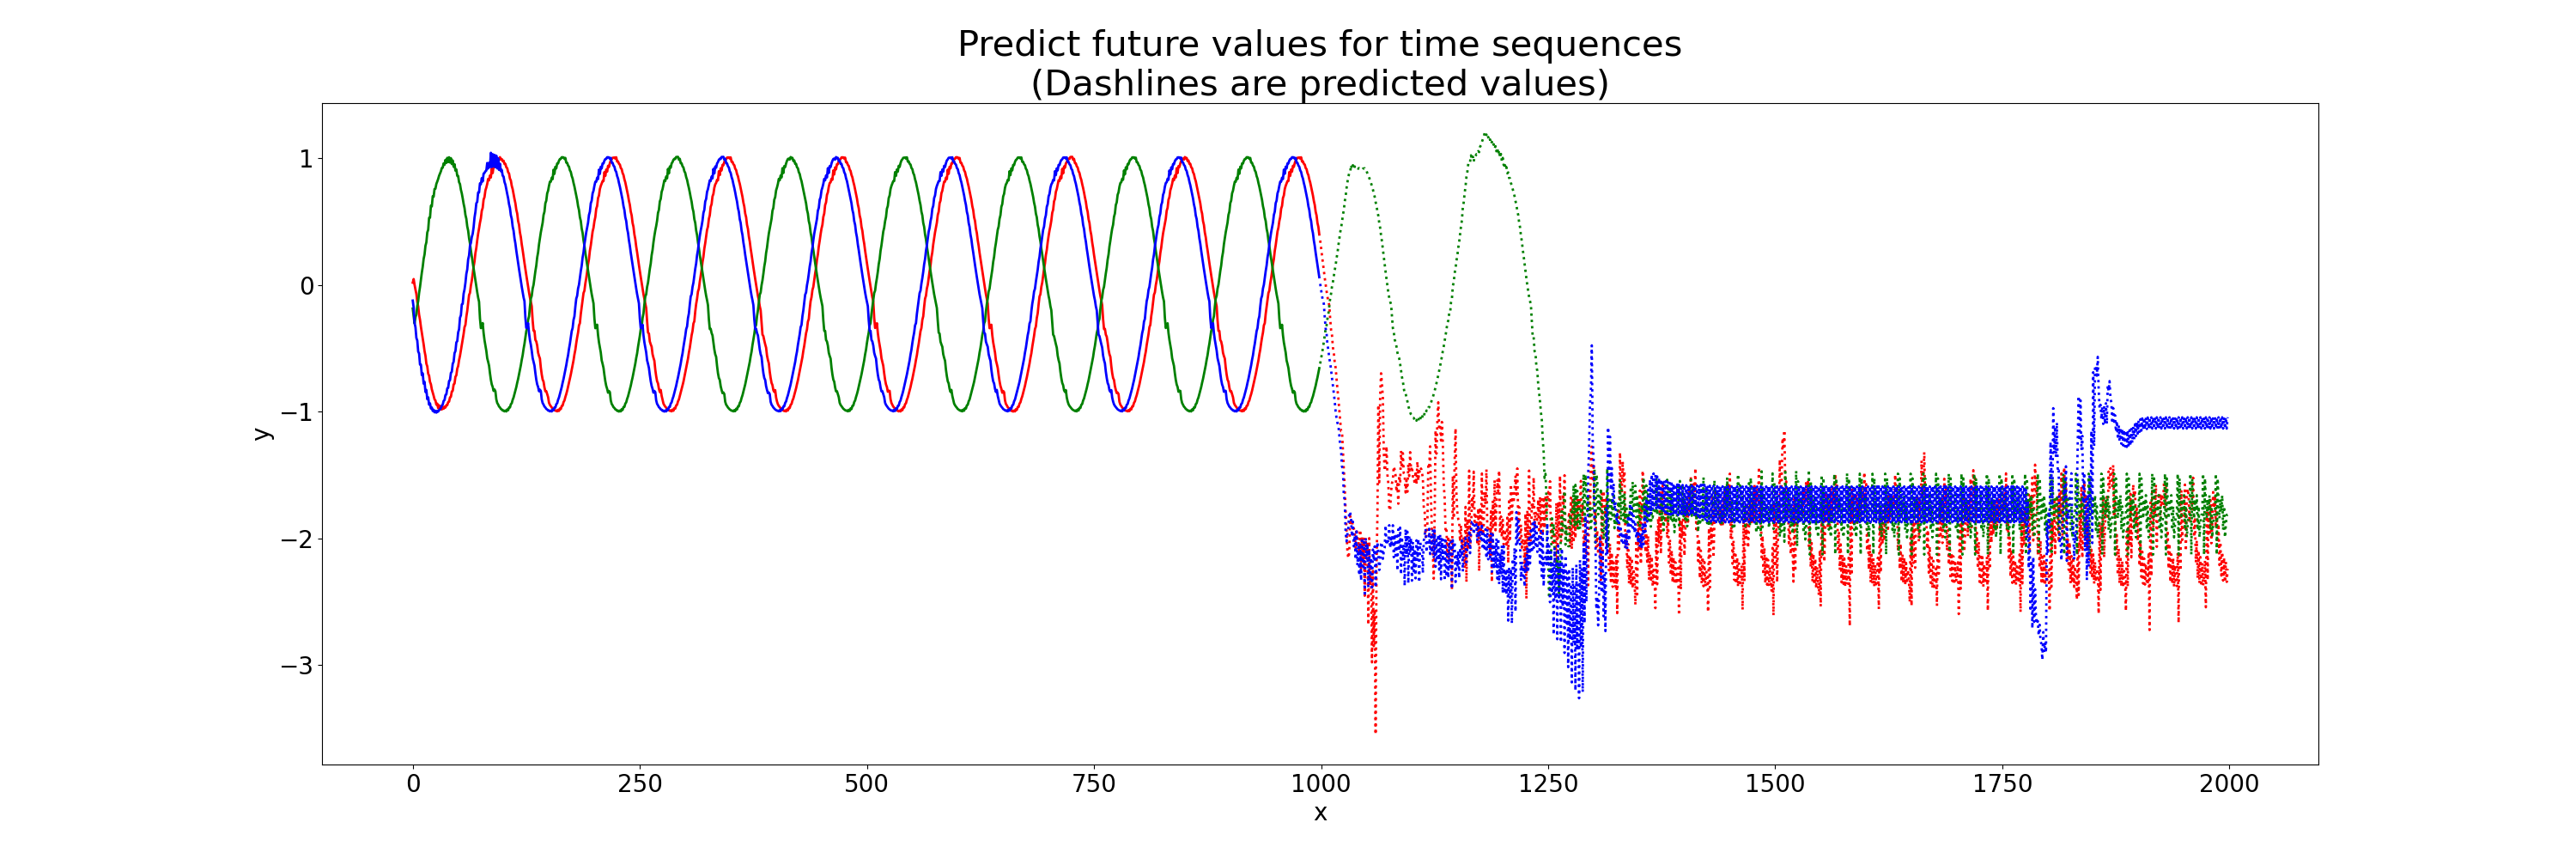 Predict future values for time sequences
(Dashlines are predicted values)
1
0
−1
−2
−3
y
0 250 500 750 1000 1250 1500 1750 2000
x